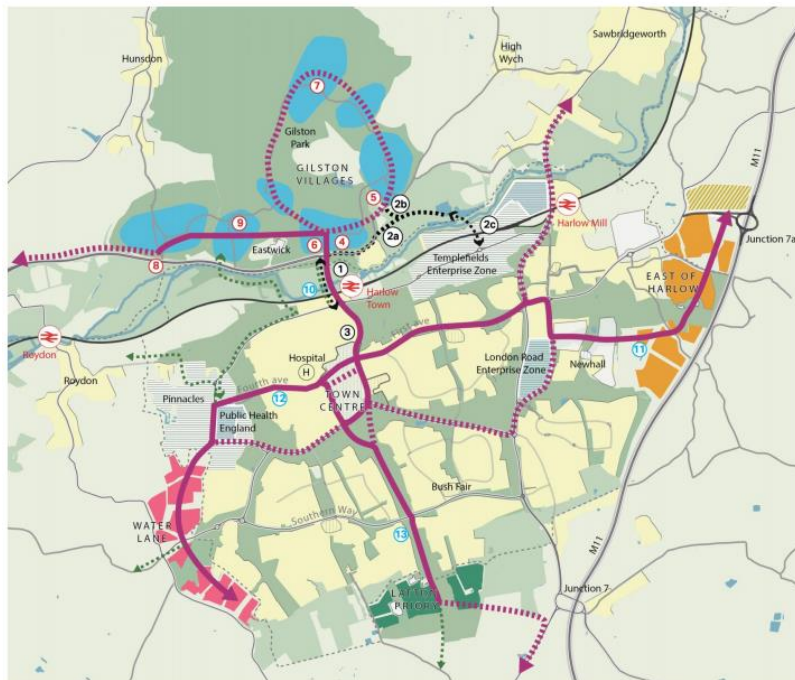 Hunsdon
High
Wych
Sawbridgeworth
7
Gilston
Park
GILSTON
VILLAGES
M11
5
2b
9
Eastwick
6
4
2a
2c
Harlow Mill
8
Templefields
Enterprise Zone
Junction 7a
1
10
Harlow
Town
EAST OF
HARLOW
Roydon
3
First ave
11
Roydon
Hospital
H
London Road
Enterprise Zone
Newhall
Fourth ave
Pinnacles
12
TOWN
CENTRE
Public Health
England
Bush Fair
WATER
LANE
Southern Way
13
M11
LATTON
PRIORY
Junction 7